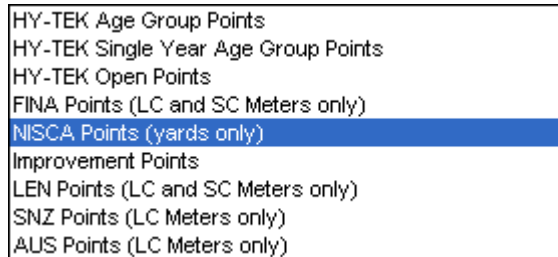 HY-TEK Age Group Points
HY-TEK Single Year Age Group Points
HY-TEK Open Points
FINA Points (LC and SC Meters only)
NISCA Points (yards only)
Improvement Points
LEN Points (LC and SC Meters only)
SNZ Points (LC Meters only)
AUS Points (LC Meters only)